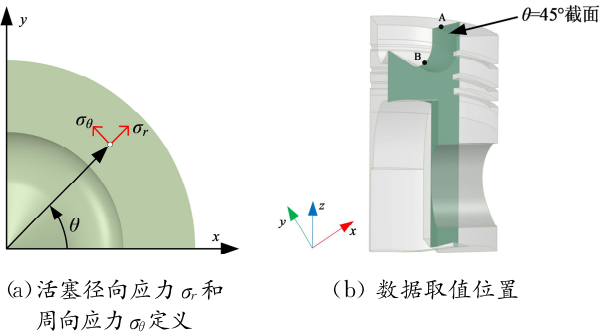 y
σθ
σr
θ
x
A
θ=45°截面
B
z
y
x
(a)活塞径向应力σr和
周向应力σθ定义
(b) 数据取值位置